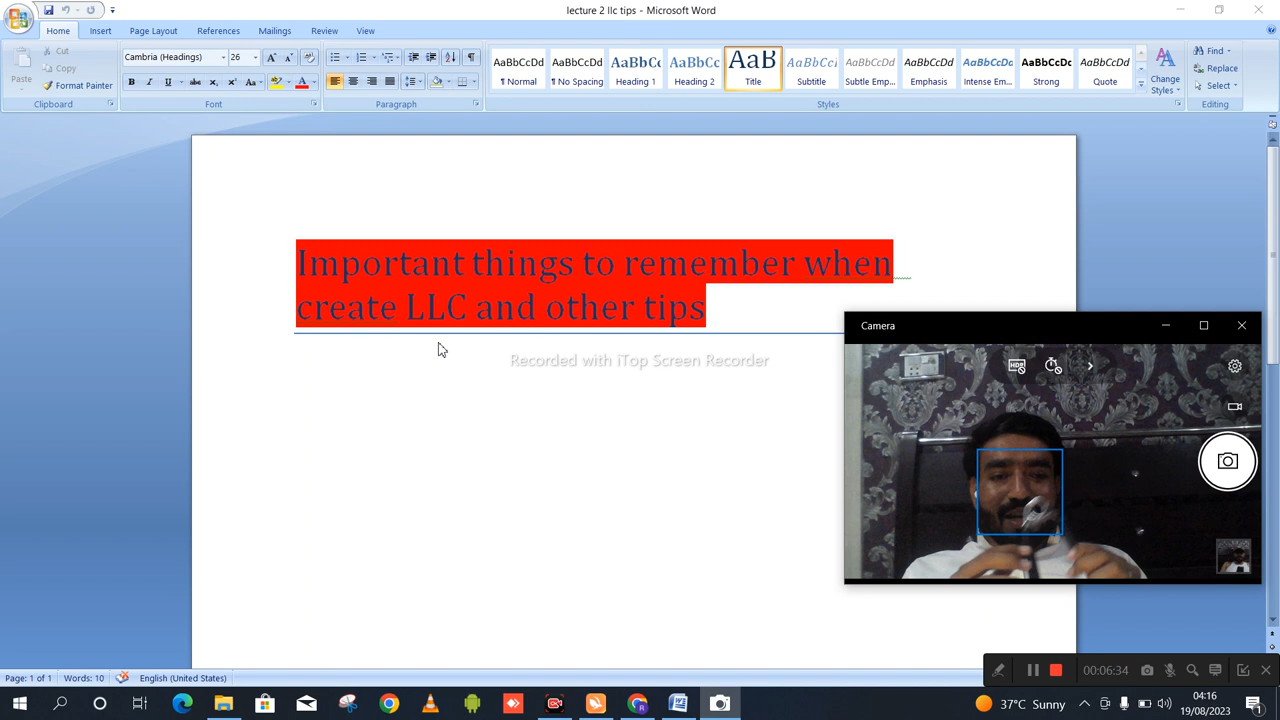 lecture 2 llc tips - Microsoft Word
Home Insert Page Layout References Mailings Review View
Paste
Cut
Copy
Format Painter
Clipboard
Cambria (Headings) 26
Font
Paragraph
AaBbCcDd AaBbCcDd AaBbCc AaBbCc AaB AaBbCc AaBbCcDd AaBbCcDd AaBbCcDd AaBbCcDd AaBbCcDd
¶ Normal ¶ No Spacing Heading 1 Heading 2 Title Subtitle Subtle Emp... Emphasis Intense Em... Strong Quote
Change Styles
Styles
Find
Replace
Select
Editing
Important things to remember when
create LLC and other tips
Recorded with iTop Screen Recorder
Camera
HDR
Page: 1 of 1 Words: 10 English (United States)
00:06:34
37°C Sunny
04:16
19/08/2023